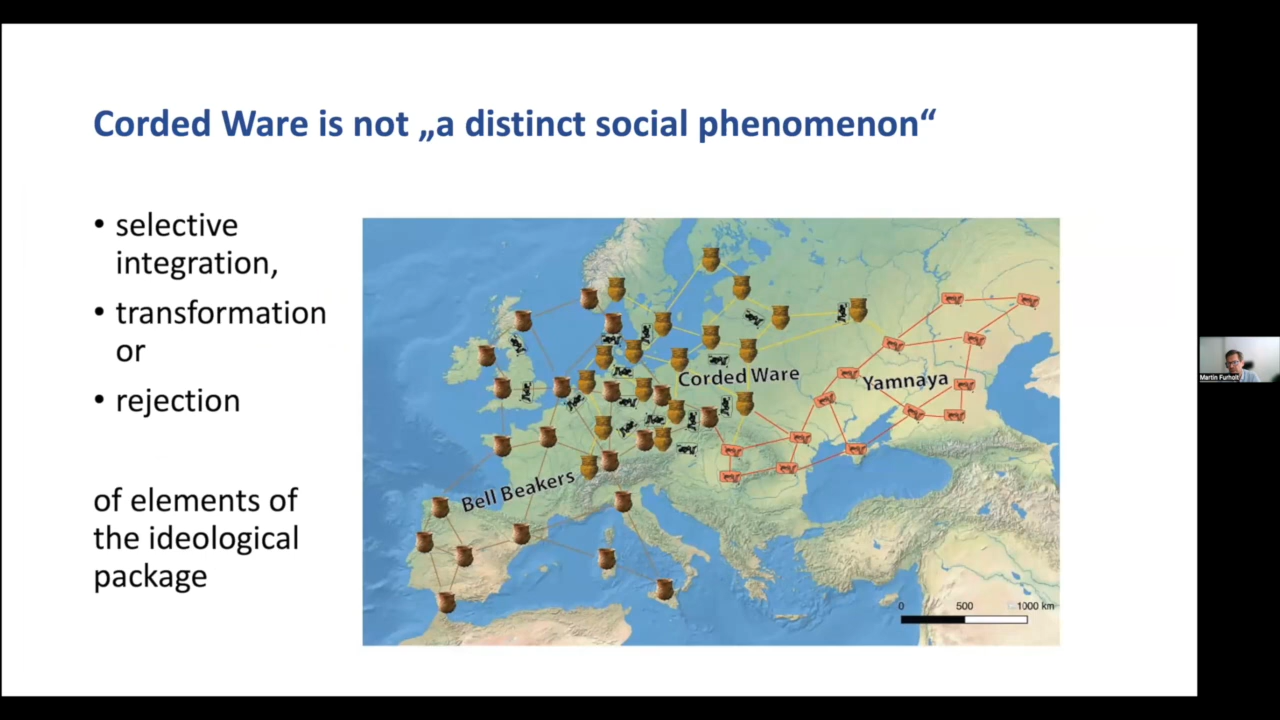 Corded Ware is not „a distinct social phenomenon“
• selective
integration,
• transformation
or
• rejection
of elements of
the ideological
package
Corded Ware
Yamnaya
Bell Beakers
0 500 1000 km
Martin Furholt